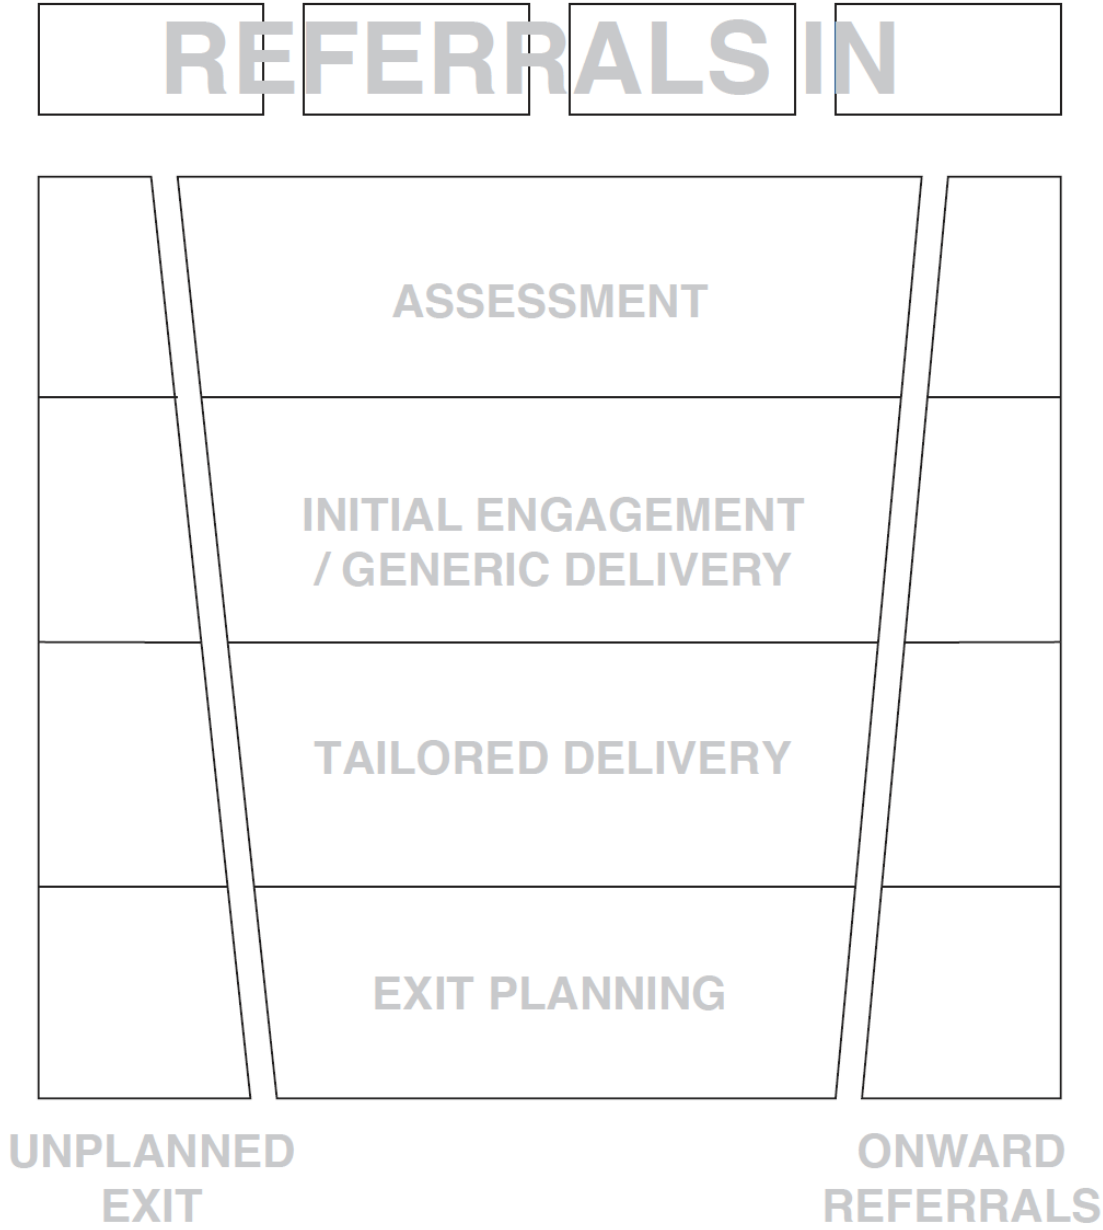 REFERRALS IN
ASSESSMENT
INITIAL ENGAGEMENT
/ GENERIC DELIVERY
TAILORED DELIVERY
EXIT PLANNING
UNPLANNED
EXIT
ONWARD
REFERRALS